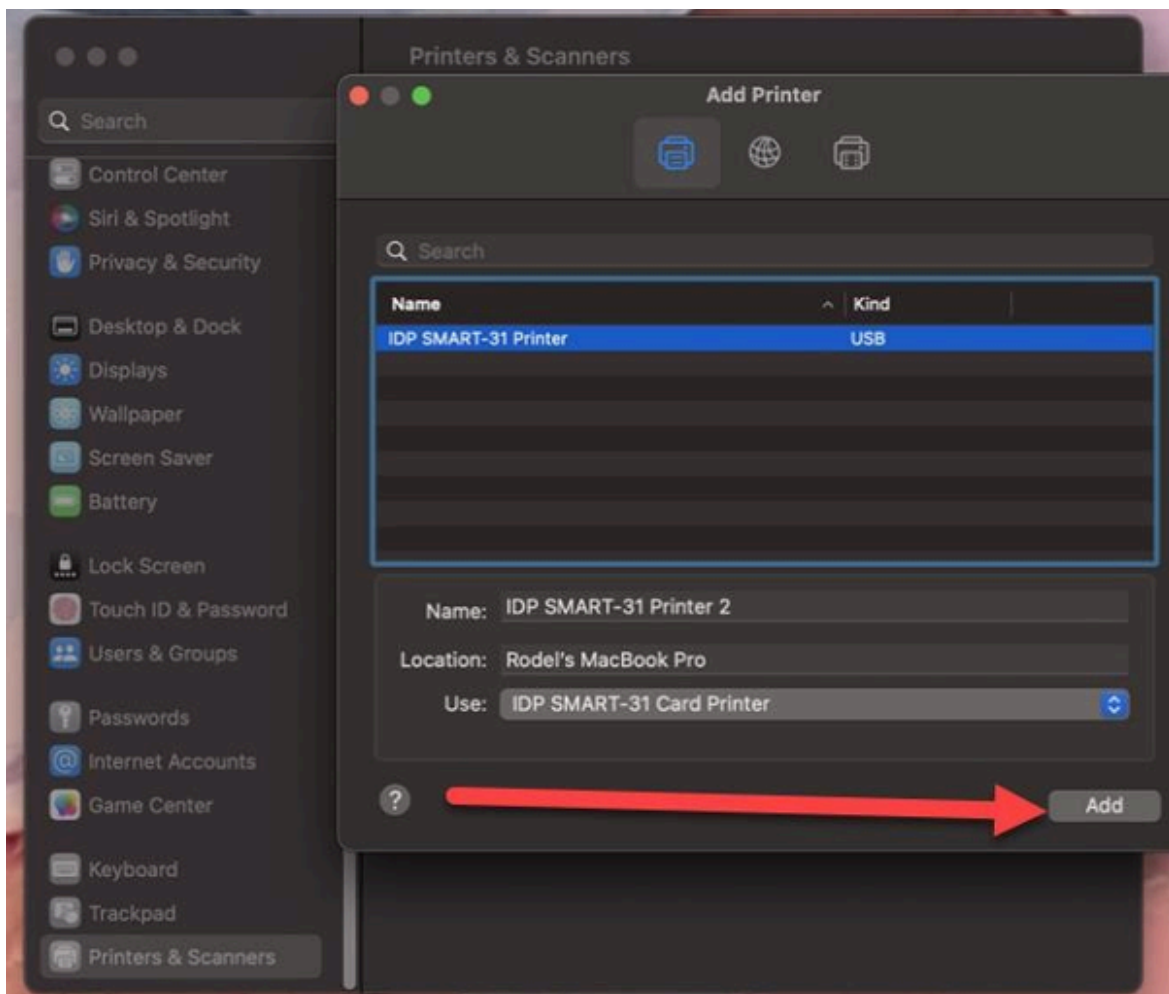 Printers & Scanners
Search
Control Center
Siri & Spotlight
Privacy & Security
Desktop & Dock
Displays
Wallpaper
Screen Saver
Battery
Lock Screen
Touch ID & Password
Users & Groups
Passwords
Internet Accounts
Game Center
Keyboard
Trackpad
Printers & Scanners
Add Printer
Search
Name Kind
IDP SMART-31 Printer USB
Name: IDP SMART-31 Printer 2
Location: Rodel's MacBook Pro
Use: IDP SMART-31 Card Printer
? Add